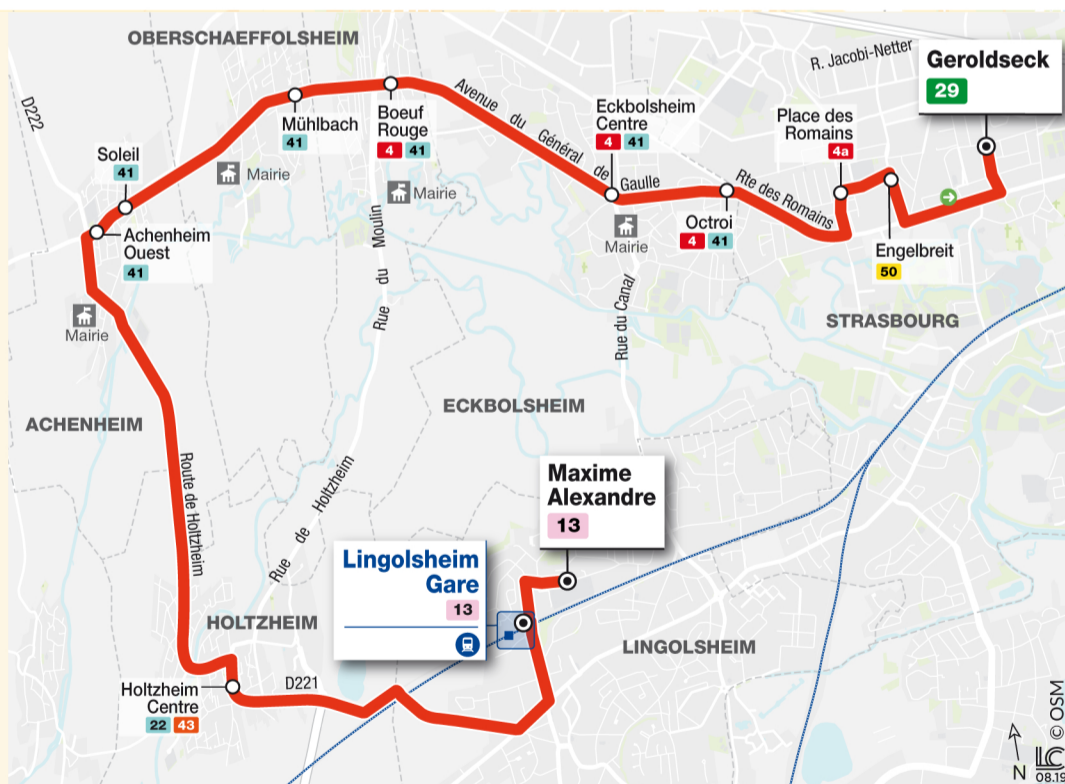 OBERSCHAEFFOLSHEIM
R. Jacobi-Netter
Geroldseck
29
D222
Mühlbach
41
Boeuf
Rouge
4 41
Avenue du Général de Gaulle
Eckbolsheim
Centre
4 41
Place des
Romains
4a
Soleil
41
Mairie
Mairie
Rte des Romains
Achenheim
Ouest
41
Mairie
Octroi
4 41
Engelbreit
50
Mairie
Rue du Moulin
Rue du Canal
STRASBOURG
ACHENHEIM
ECKBOLSHEIM
Route de Holtzheim
Rue de Holtzheim
Maxime
Alexandre
13
Lingolsheim
Gare
13
HOLTZHEIM
LINGOLSHEIM
Holtzheim
Centre
22 43
D221
N
LC
08.19
© OSM